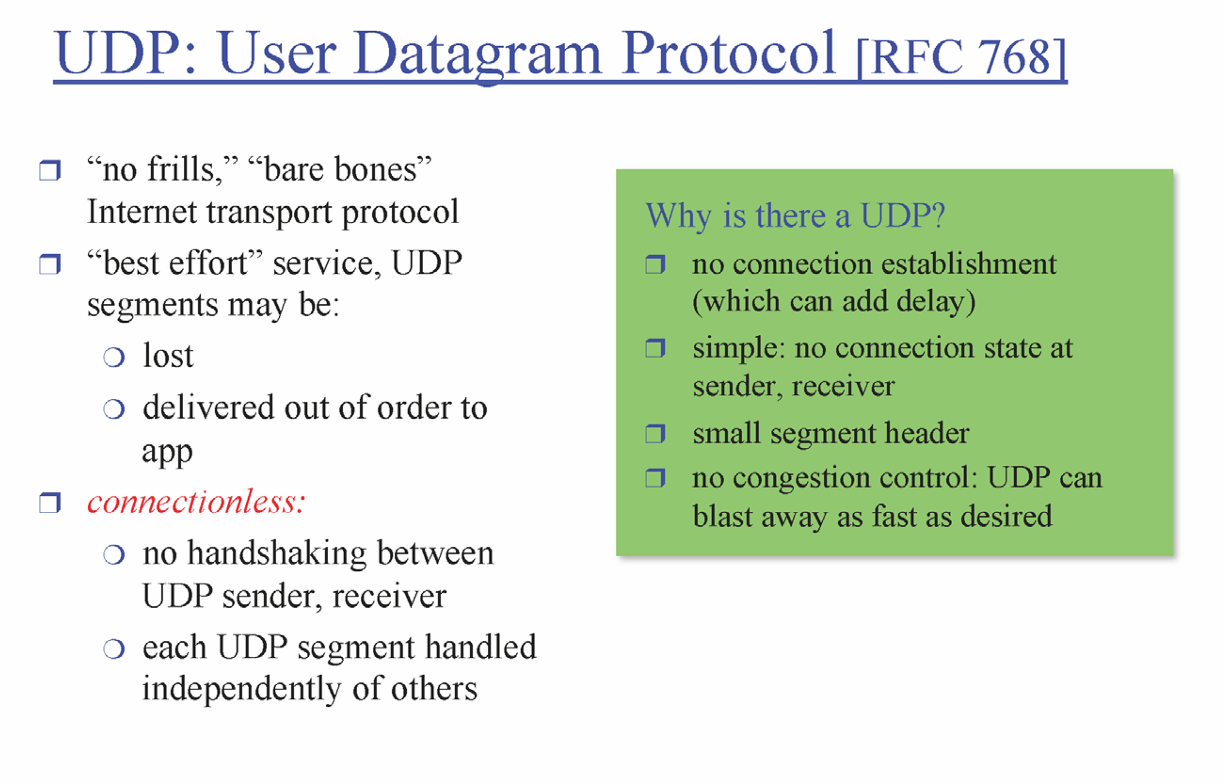 UDP: User Datagram Protocol [RFC 768]
“no frills,” “bare bones”
Internet transport protocol
“best effort” service, UDP
segments may be:
lost
delivered out of order to
app
connectionless:
no handshaking between
UDP sender, receiver
each UDP segment handled
independently of others
Why is there a UDP?
no connection establishment
(which can add delay)
simple: no connection state at
sender, receiver
small segment header
no congestion control: UDP can
blast away as fast as desired